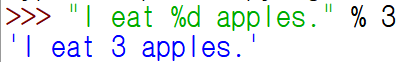 >>> "I eat %d apples." % 3
'I eat 3 apples.'